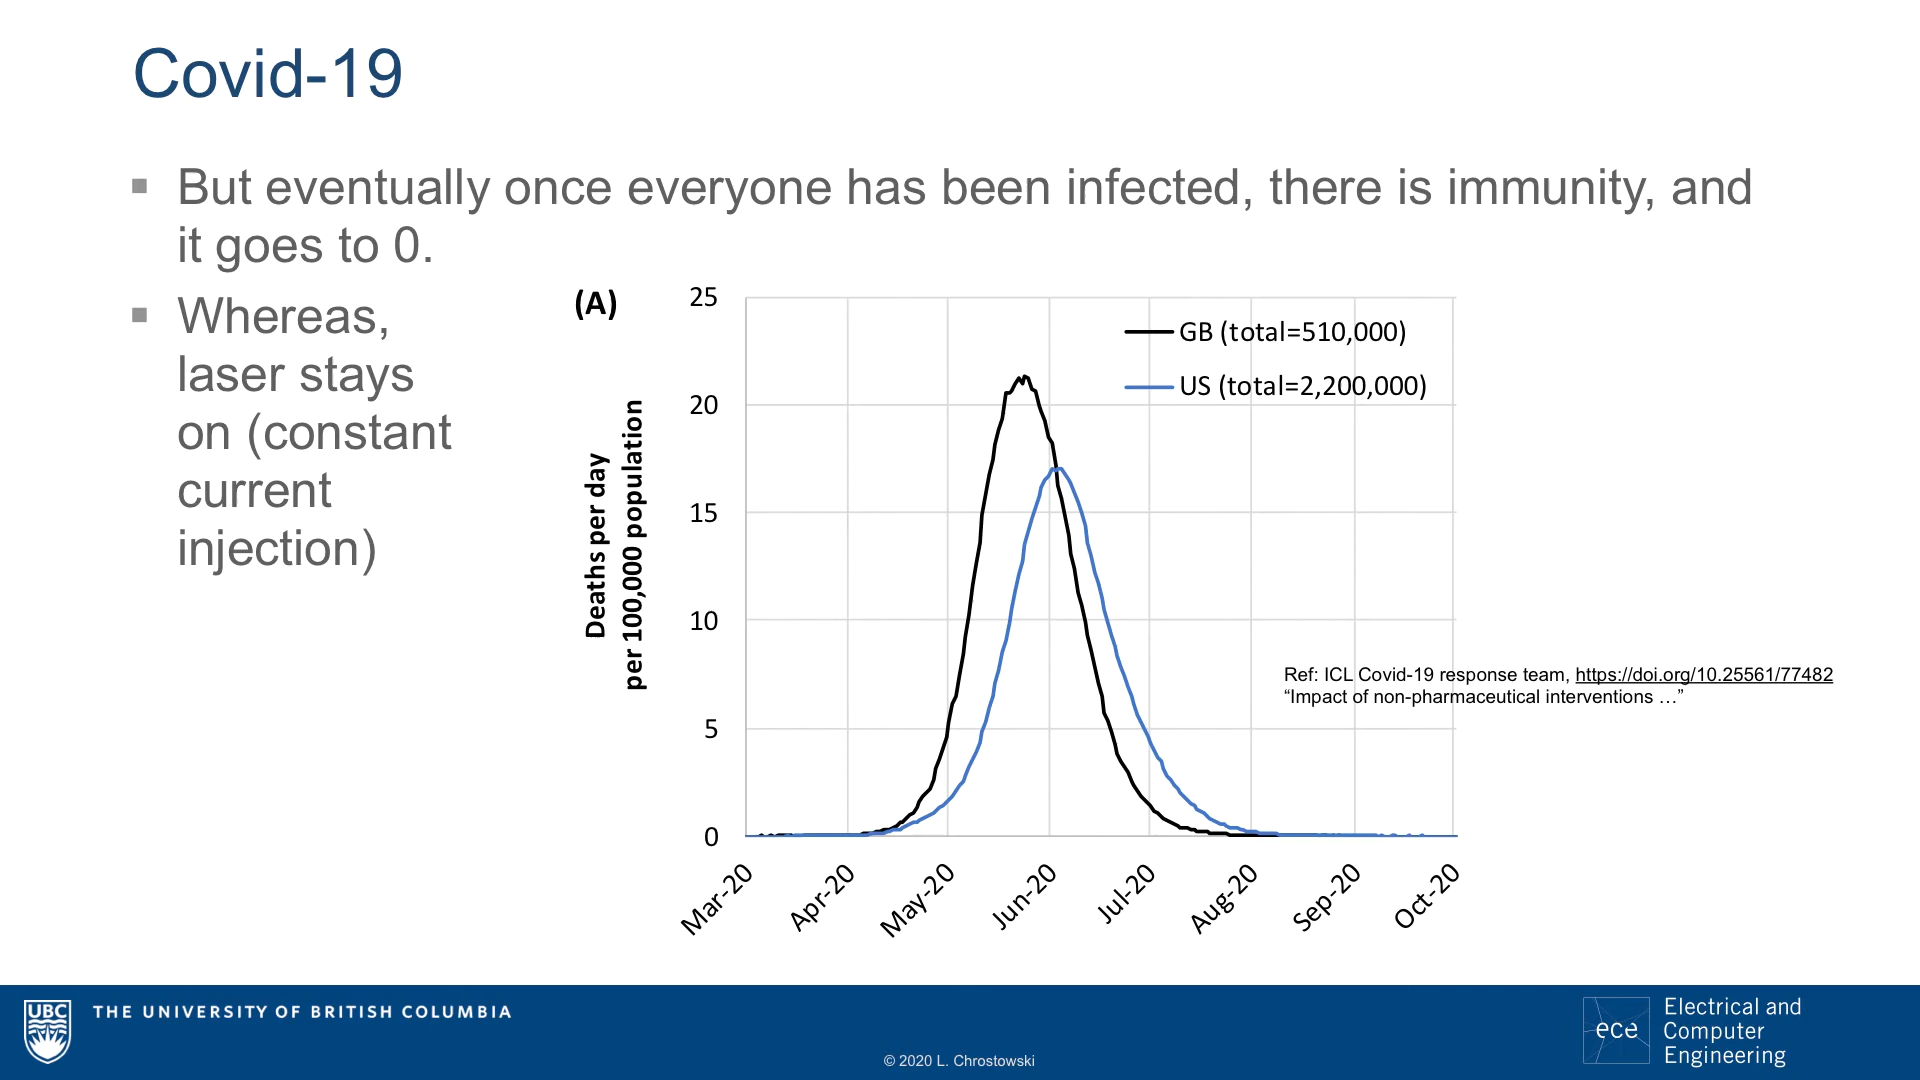 Covid-19
▪ But eventually once everyone has been infected, there is immunity, and
it goes to 0.
▪ Whereas,
laser stays
on (constant
current
injection)
(A)
Deaths per day
per 100,000 population
25
20
15
10
5
0
GB (total=510,000)
US (total=2,200,000)
Mar-20
Apr-20
May-20
Jun-20
Jul-20
Aug-20
Sep-20
Oct-20
Ref: ICL Covid-19 response team, https://doi.org/10.25561/77482
“Impact of non-pharmaceutical interventions …”
UBC
THE UNIVERSITY OF BRITISH COLUMBIA
© 2020 L. Chrostowski
ece
Electrical and
Computer
Engineering